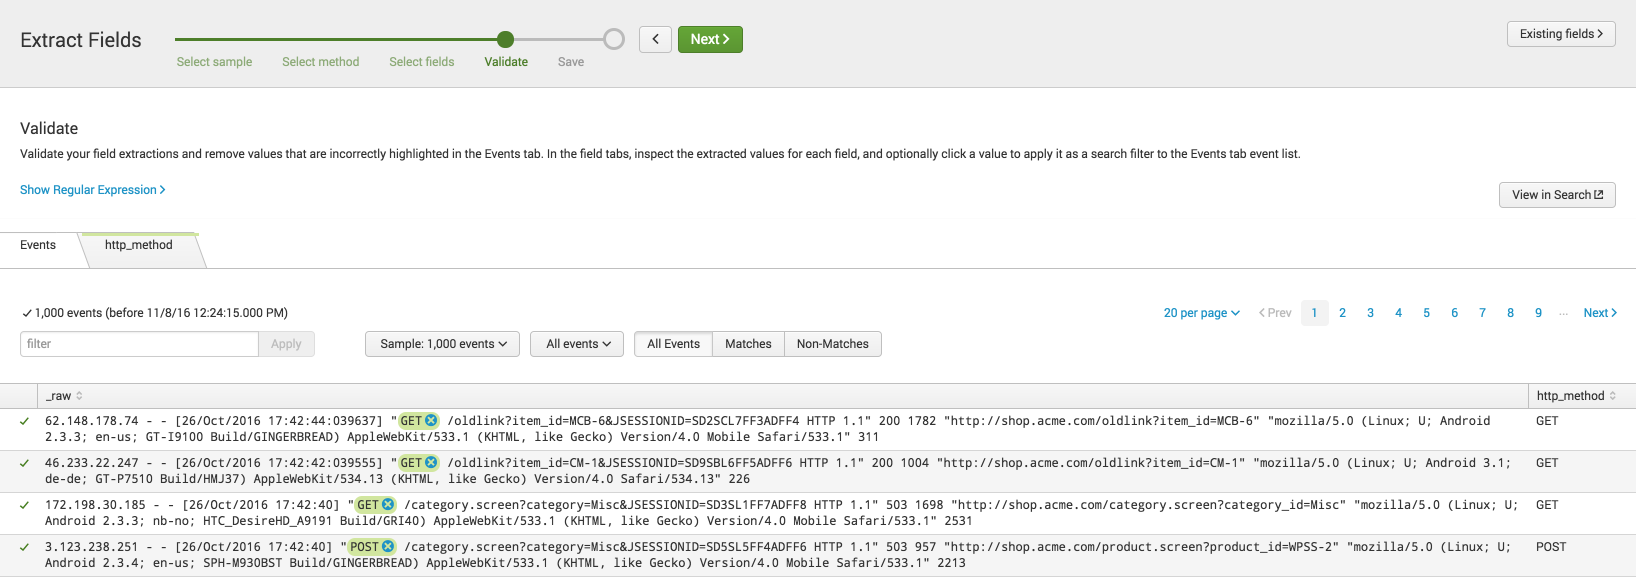 Extract Fields
Select sample
Select method
Select fields
Validate
Save
Next
Existing fields
Validate
Validate your field extractions and remove values that are incorrectly highlighted in the Events tab. In the field tabs, inspect the extracted values for each field, and optionally click a value to apply it as a search filter to the Events tab event list.
Show Regular Expression
View in Search
Events
http_method
1,000 events (before 11/8/16 12:24:15.000 PM)
20 per page
Prev
1 2 3 4 5 6 7 8 9 ...
Next
filter
Apply
Sample: 1,000 events
All events
All Events
Matches
Non-Matches
_raw
http_method
62.148.178.74 - - [26/Oct/2016 17:42:44:039637] "GET /oldlink?item_id=MCB-6&JSESSIONID=SD2SCL7FF3ADFF4 HTTP 1.1" 200 1782 "http://shop.acme.com/oldlink?item_id=MCB-6" "mozilla/5.0 (Linux; U; Android
GET
2.3.3; en-us; GT-I9100 Build/GINGERBREAD) AppleWebKit/533.1 (KHTML, like Gecko) Version/4.0 Mobile Safari/533.1" 311
46.233.22.247 - - [26/Oct/2016 17:42:42:039555] "GET /oldlink?item_id=CM-1&JSESSIONID=SD9SBL6FF5ADFF6 HTTP 1.1" 200 1004 "http://shop.acme.com/oldlink?item_id=CM-1" "mozilla/5.0 (Linux; U; Android 3.1;
GET
de-de; GT-P7510 Build/HMJ37) AppleWebKit/534.13 (KHTML, like Gecko) Version/4.0 Safari/534.13" 226
172.198.30.185 - - [26/Oct/2016 17:42:40] "GET /category.screen?category=Misc&JSESSIONID=SD3SL1FF7ADFF8 HTTP 1.1" 503 1698 "http://shop.acme.com/category.screen?category_id=Misc" "mozilla/5.0 (Linux; U;
GET
Android 2.3.3; nb-no; HTC_DesireHD_A9191 Build/GRI40) AppleWebKit/533.1 (KHTML, like Gecko) Version/4.0 Mobile Safari/533.1" 2531
3.123.238.251 - - [26/Oct/2016 17:42:40] "POST /category.screen?category=Misc&JSESSIONID=SD5SL5FF4ADFF6 HTTP 1.1" 503 957 "http://shop.acme.com/product.screen?product_id=WPSS-2" "mozilla/5.0 (Linux; U;
POST
Android 2.3.4; en-us; SPH-M930BST Build/GINGERBREAD) AppleWebKit/533.1 (KHTML, like Gecko) Version/4.0 Mobile Safari/533.1" 2213